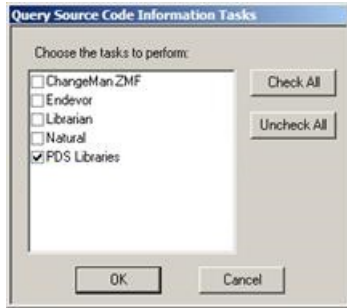 Query Source Code Information Tasks
Choose the tasks to perform:
ChangeMan ZMF
Check All
Endevor
Librarian
Uncheck All
Natural
PDS Libraries
OK
Cancel